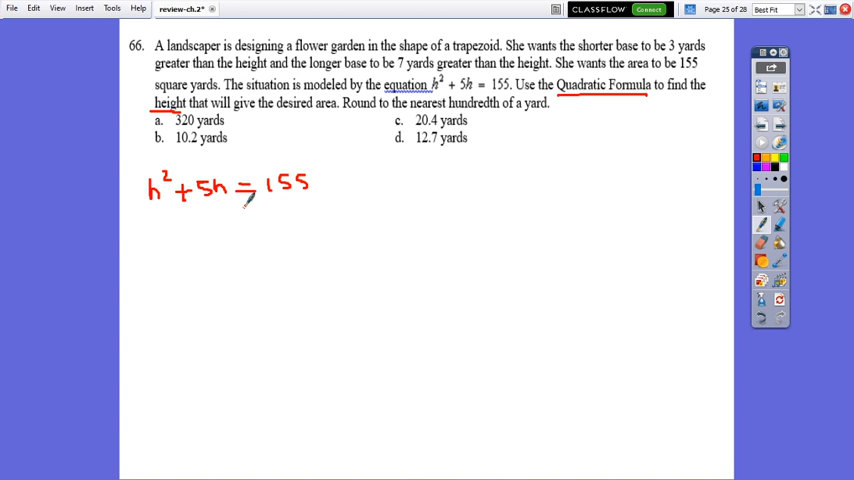 File Edit View Insert Tools Help review-ch.2* CLASSFLOW Connect Page 25 of 28 Best Fit
66. A landscaper is designing a flower garden in the shape of a trapezoid. She wants the shorter base to be 3 yards
greater than the height and the longer base to be 7 yards greater than the height. She wants the area to be 155
square yards. The situation is modeled by the equation h² + 5h = 155. Use the Quadratic Formula to find the
height that will give the desired area. Round to the nearest hundredth of a yard.
a. 320 yards c. 20.4 yards
b. 10.2 yards d. 12.7 yards
h² + 5h = 155